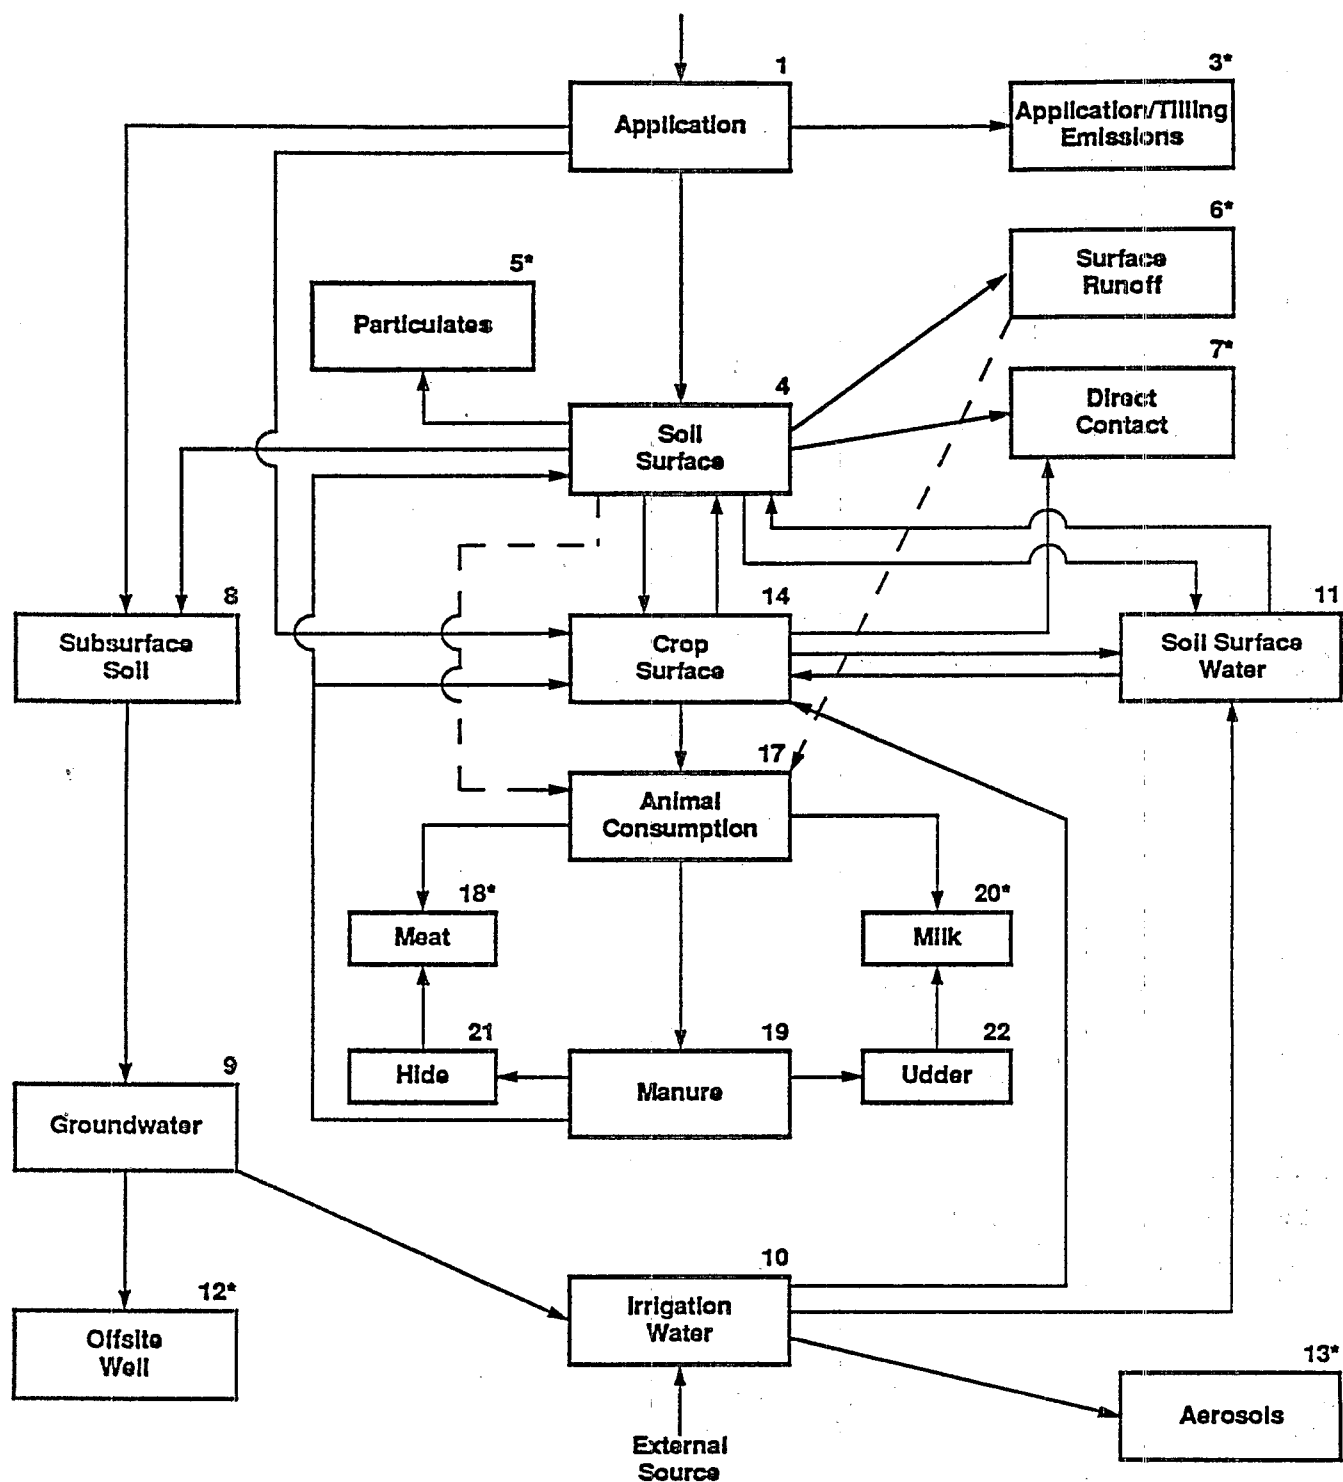 1
Application
3*
Application/Tilling
Emissions
6*
Surface
Runoff
5*
Particulates
7*
Direct
Contact
4
Soil
Surface
8
Subsurface
Soil
14
Crop
Surface
11
Soil Surface
Water
17
Animal
Consumption
18*
Meat
20*
Milk
21
Hide
19
Manure
22
Udder
9
Groundwater
10
Irrigation
Water
12*
Offsite
Well
13*
Aerosols
External
Source